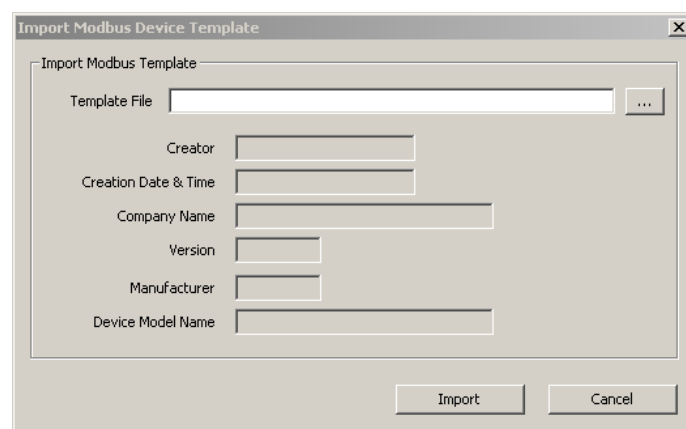 Import Modbus Device Template
Import Modbus Template
Template File ...
Creator
Creation Date & Time
Company Name
Version
Manufacturer
Device Model Name
Import Cancel